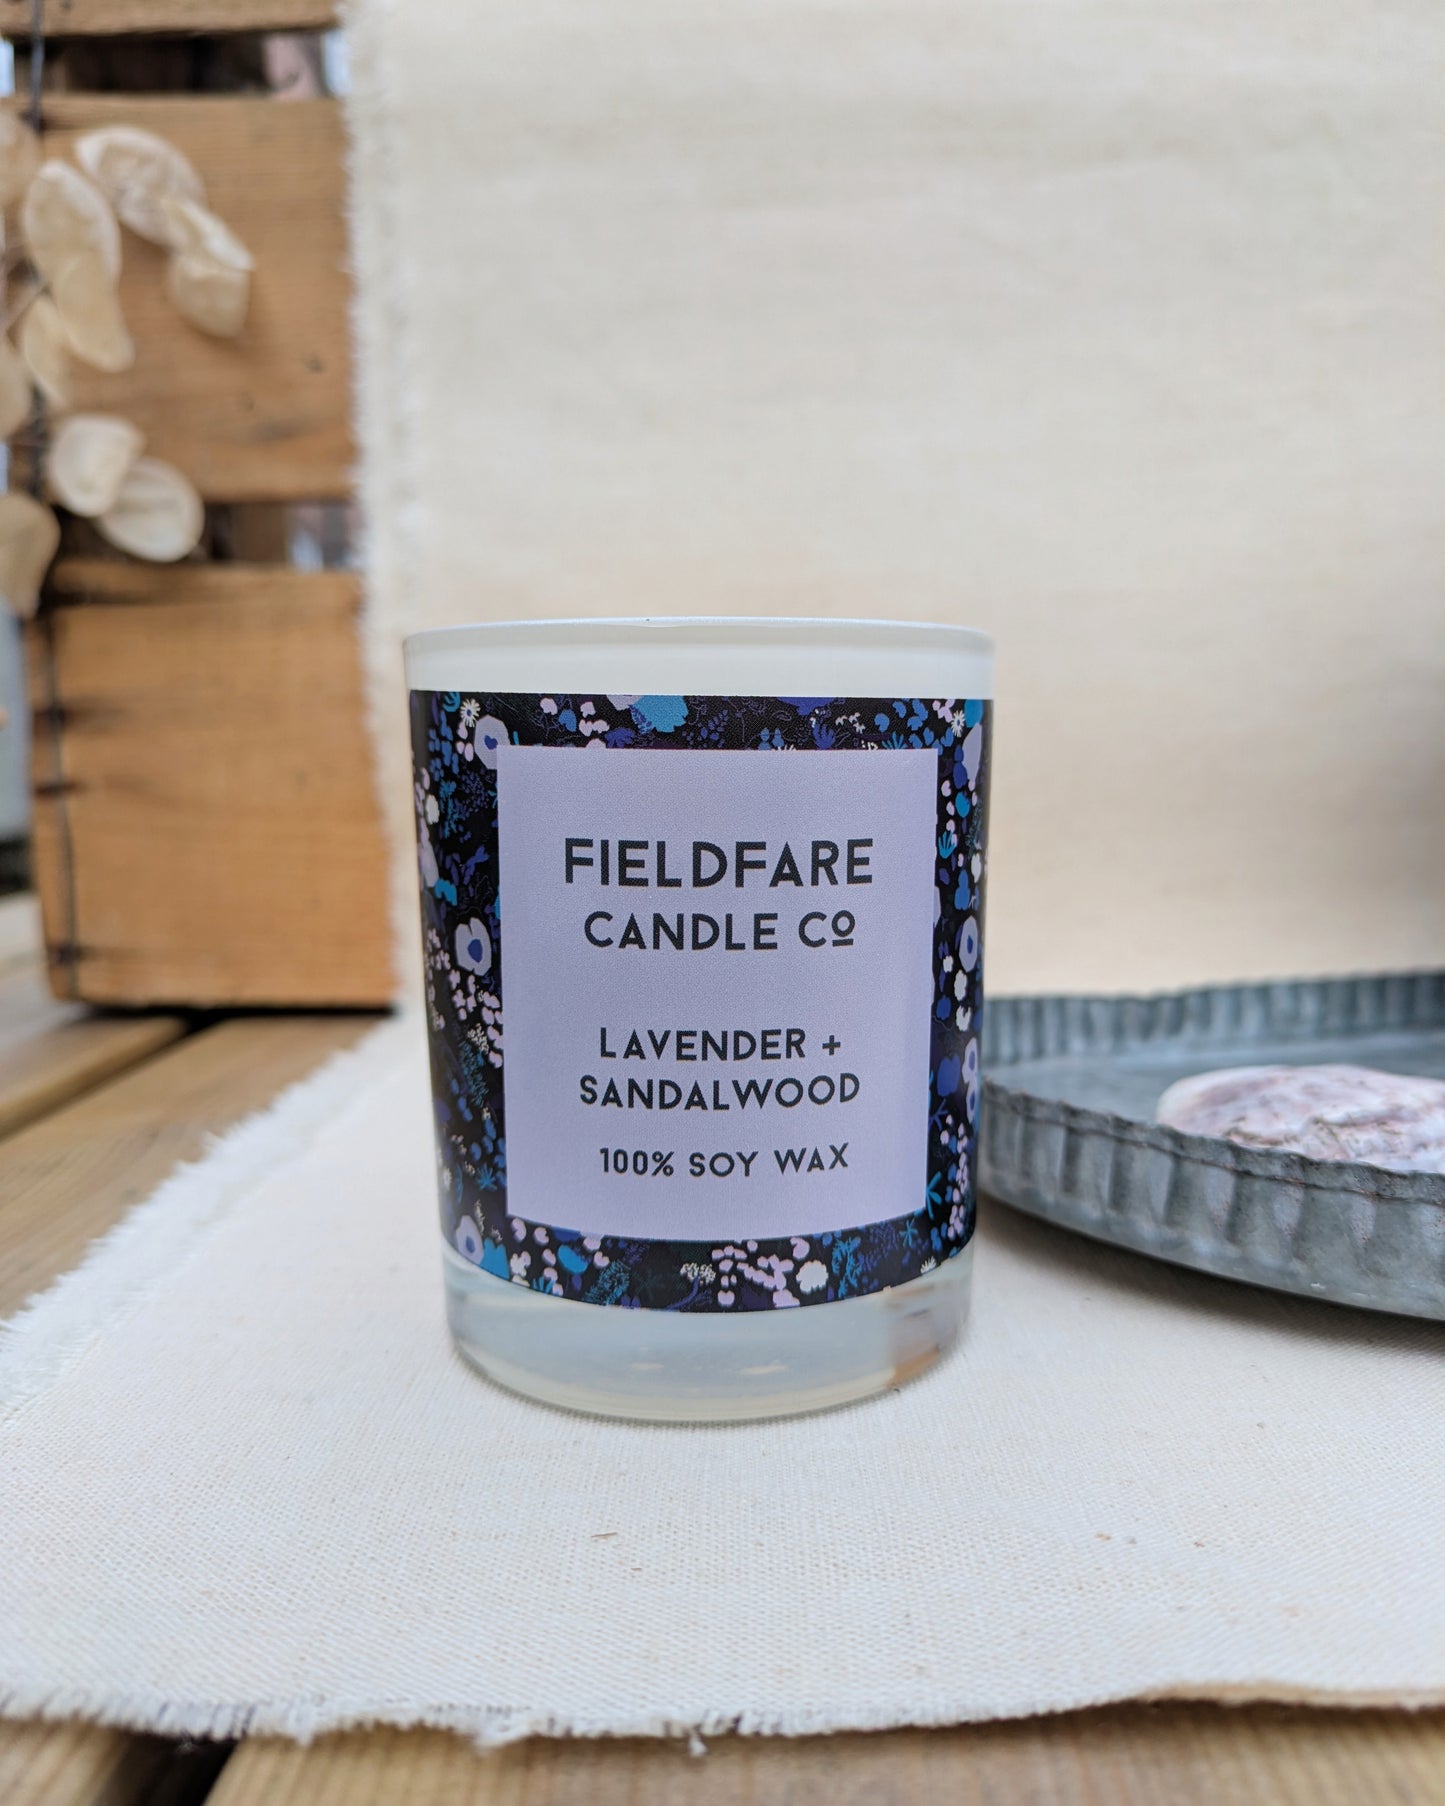 FIELDFARE
CANDLE Cº
LAVENDER +
SANDALWOOD
100% SOY WAX